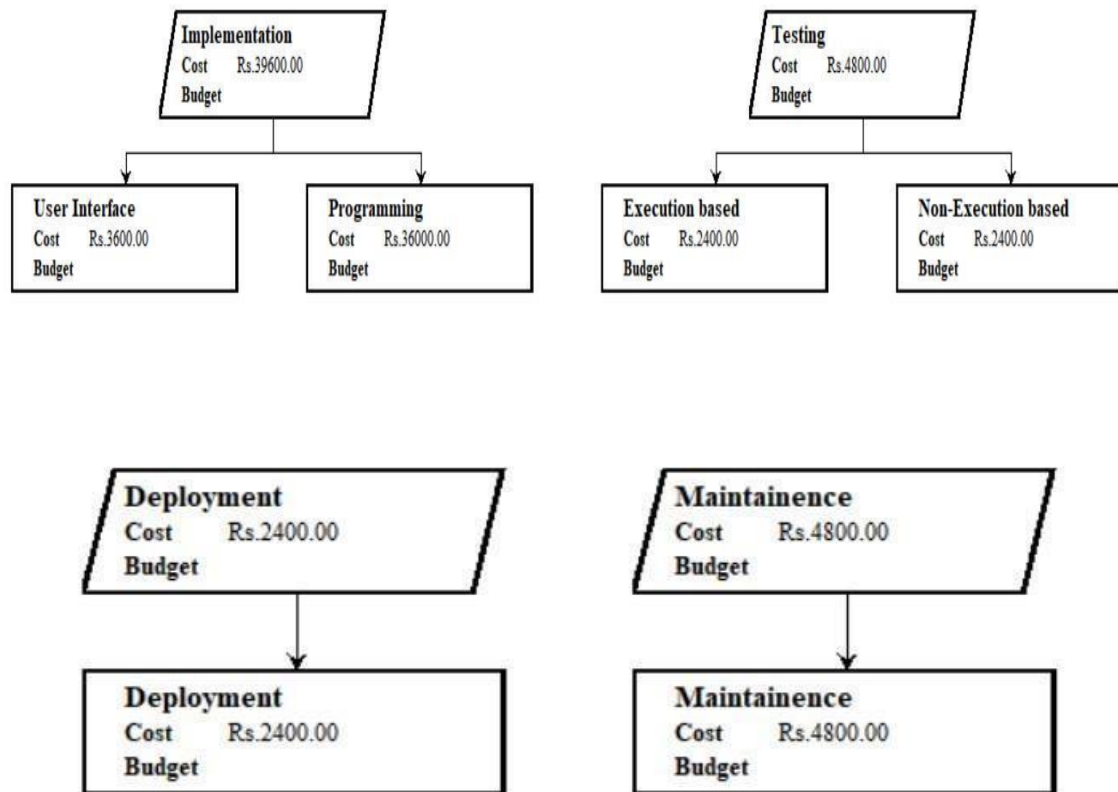 Implementation
Cost Rs.39600.00
Budget
Testing
Cost Rs.4800.00
Budget
User Interface
Cost Rs.3600.00
Budget
Programming
Cost Rs.36000.00
Budget
Execution based
Cost Rs.2400.00
Budget
Non-Execution based
Cost Rs.2400.00
Budget
Deployment
Cost Rs.2400.00
Budget
Maintainence
Cost Rs.4800.00
Budget
Deployment
Cost Rs.2400.00
Budget
Maintainence
Cost Rs.4800.00
Budget